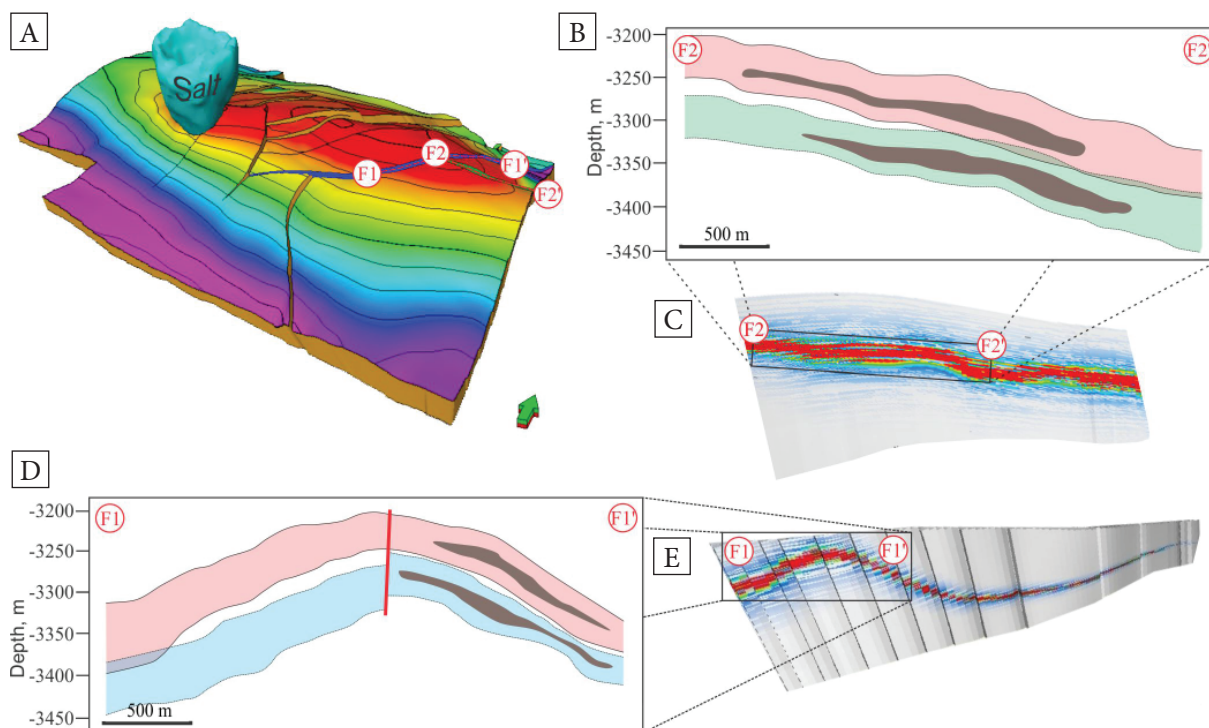 A
Salt
F1
F2
F1'
F2'
B
Depth, m
-3200
-3250
-3300
-3350
-3400
-3450
F2
F2'
500 m
C
F2
F2'
D
Depth, m
-3200
-3250
-3300
-3350
-3400
-3450
F1
F1'
500 m
E
F1
F1'